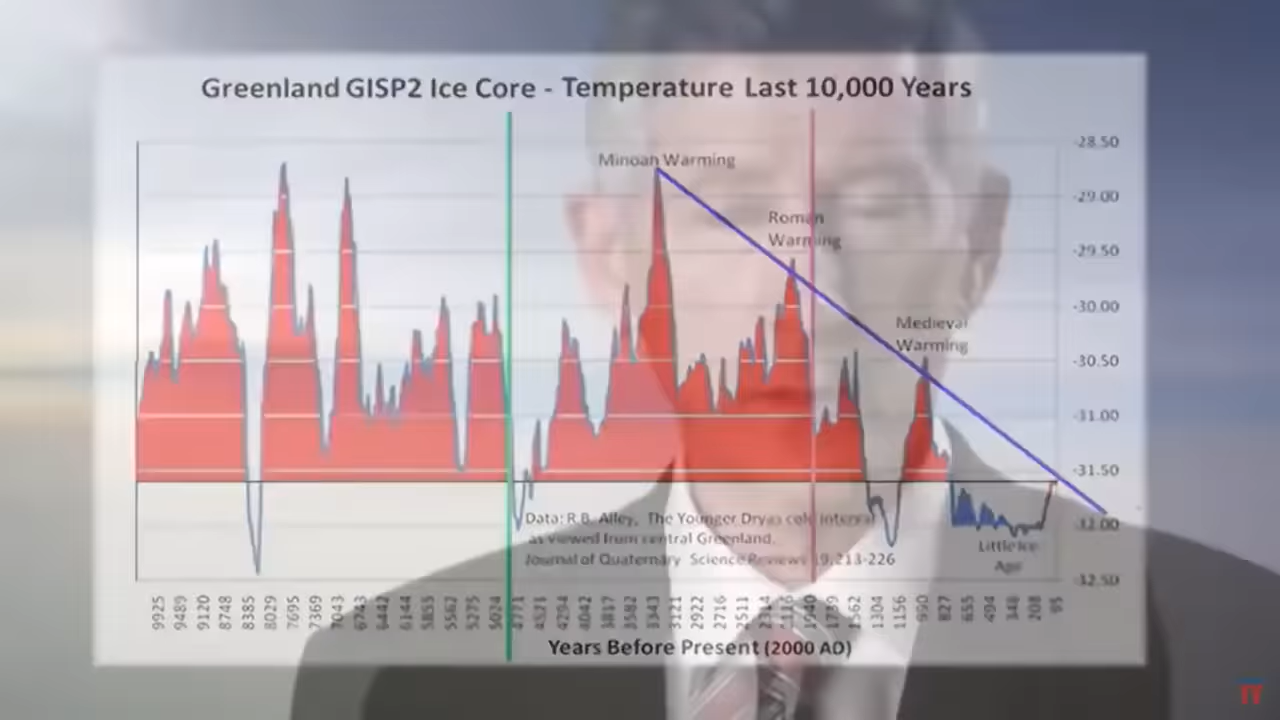 Greenland GISP2 Ice Core - Temperature Last 10,000 Years
-28.50
Minoan Warming
-29.00
Roman
Warming
-29.50
-30.00
Medieval
Warming
-30.50
-31.00
-31.50
-32.00
Data: R.B. Alley, The Younger Dryas cold interval
as viewed from central Greenland.
Journal of Quaternary Science Reviews 19,213-226
Little Ice
Age
-32.50
9925 9489 9120 8748 8385 8029 7695 7369 7043 6743 6442 6144 5855 5562 5275 5024 4771 4521 4294 4042 3817 3582 3343 3121 2922 2716 2511 2314 2116 1940 1304 1156 990 827 655 494 348 208 95
Years Before Present (2000 AD)